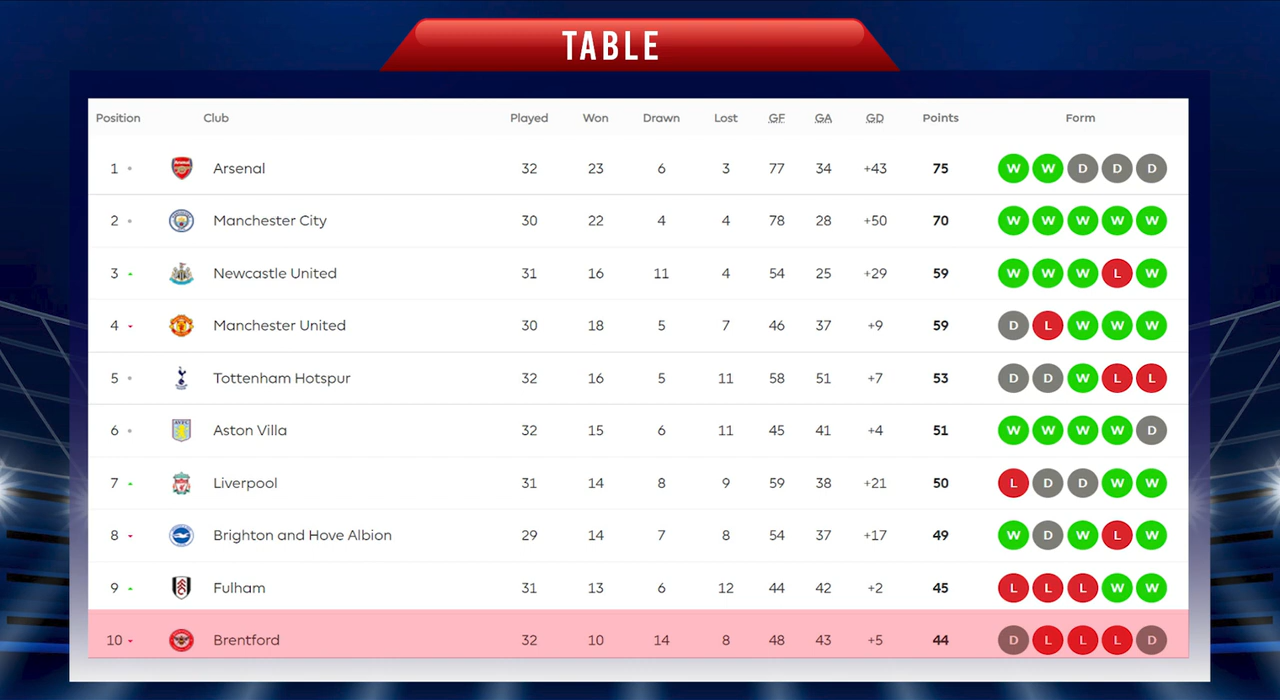 TABLE
Position Club Played Won Drawn Lost GF GA GD Points Form
1 Arsenal 32 23 6 3 77 34 +43 75 W W D D D
2 Manchester City 30 22 4 4 78 28 +50 70 W W W W W
3 Newcastle United 31 16 11 4 54 25 +29 59 W W W L W
4 Manchester United 30 18 5 7 46 37 +9 59 D L W W W
5 Tottenham Hotspur 32 16 5 11 58 51 +7 53 D D W L L
6 Aston Villa 32 15 6 11 45 41 +4 51 W W W W D
7 Liverpool 31 14 8 9 59 38 +21 50 L D D W W
8 Brighton and Hove Albion 29 14 7 8 54 37 +17 49 W D W L W
9 Fulham 31 13 6 12 44 42 +2 45 L L L W W
10 Brentford 32 10 14 8 48 43 +5 44 D L L L D